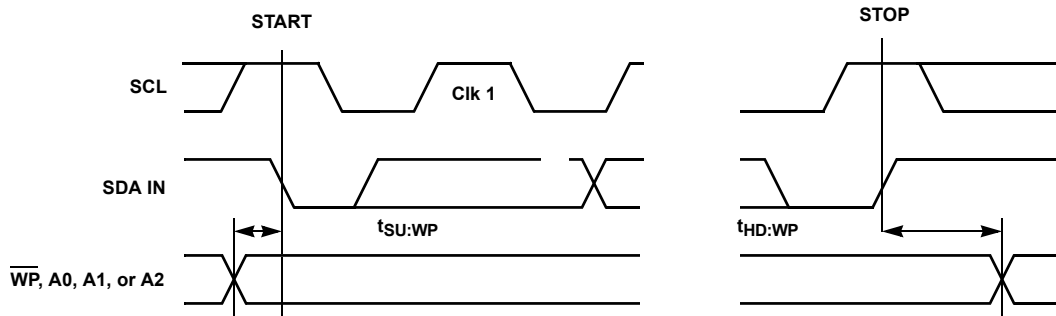 START
STOP
SCL
Clk 1
SDA IN
tSU:WP
tHD:WP
WP, A0, A1, or A2